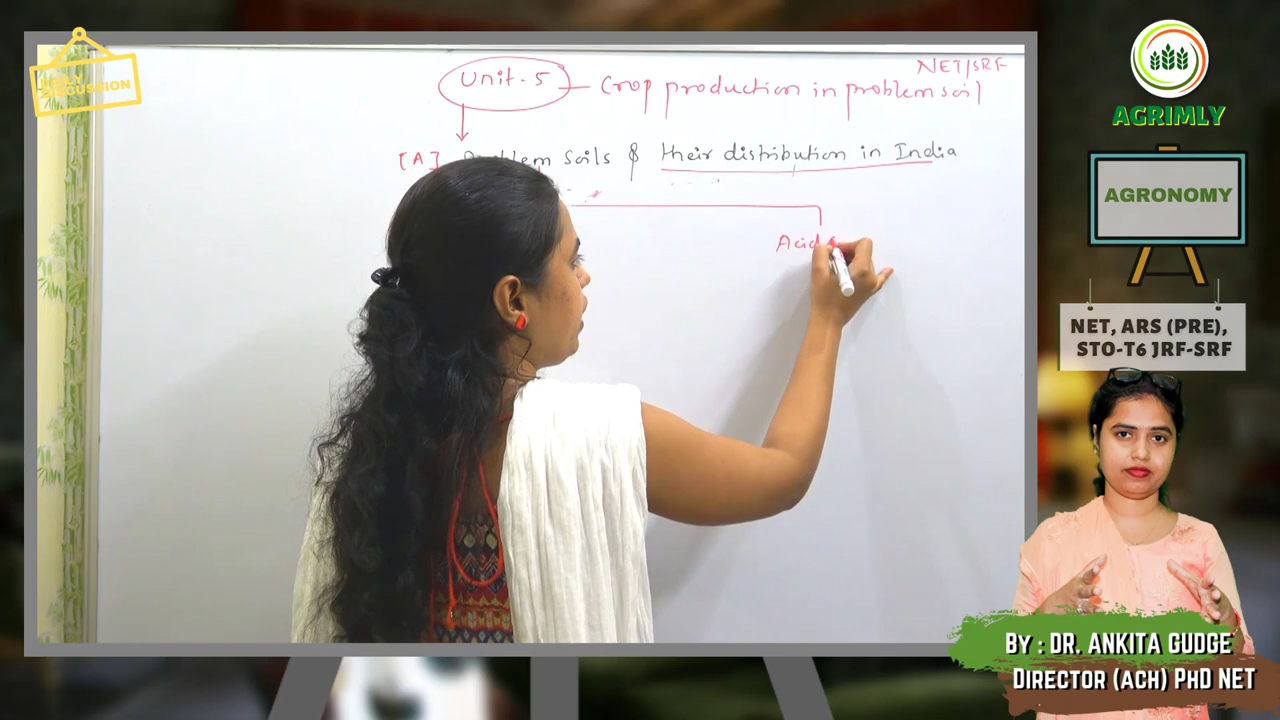 DISCUSSION
NET/SRF
Unit-5 — Crop production in problem soil
[A] Problem Soils & their distribution in India
Acid
AGRIMLY
AGRONOMY
NET, ARS (PRE),
STO-T6 JRF-SRF
BY : DR. ANKITA GUDGE
DIRECTOR (ACH) PHD NET